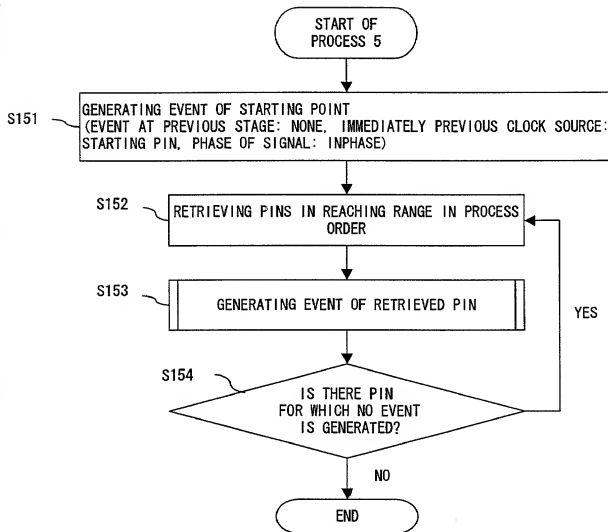 START OF
PROCESS 5
S151
GENERATING EVENT OF STARTING POINT
(EVENT AT PREVIOUS STAGE: NONE, IMMEDIATELY PREVIOUS CLOCK SOURCE:
STARTING PIN, PHASE OF SIGNAL: INPHASE)
S152
RETRIEVING PINS IN REACHING RANGE IN PROCESS
ORDER
S153
GENERATING EVENT OF RETRIEVED PIN
YES
S154
IS THERE PIN
FOR WHICH NO EVENT
IS GENERATED?
NO
END